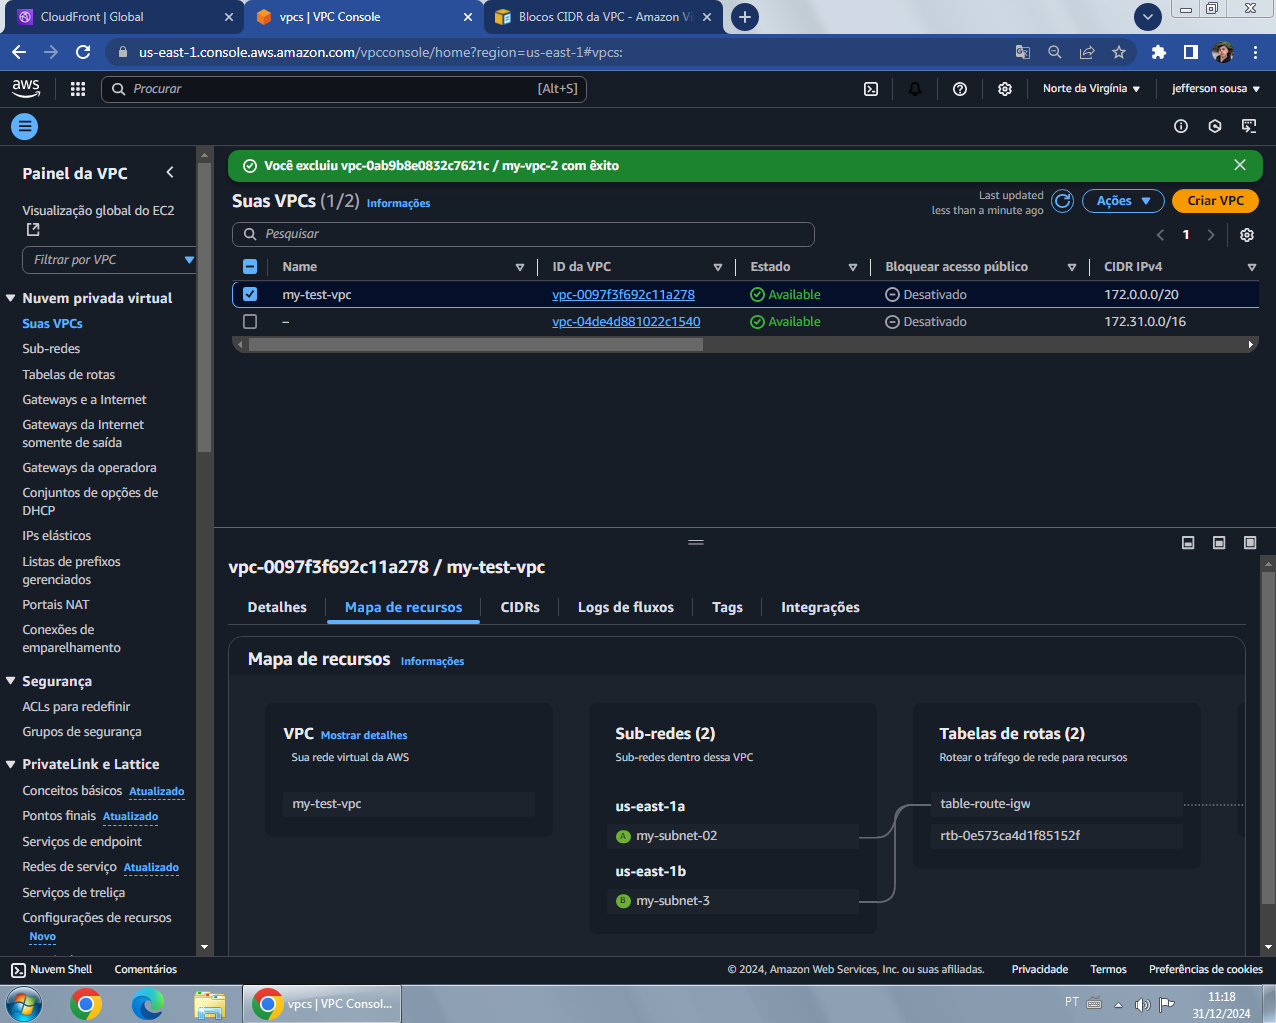 CloudFront | Global
vpcs | VPC Console
Blocos CIDR da VPC - Amazon Vi
us-east-1.console.aws.amazon.com/vpcconsole/home?region=us-east-1#vpcs:
aws
Procurar
[Alt+S]
Norte da Virgínia
jefferson sousa
Painel da VPC
Visualização global do EC2
Filtrar por VPC
Nuvem privada virtual
Suas VPCs
Sub-redes
Tabelas de rotas
Gateways e a Internet
Gateways da Internet
somente de saída
Gateways da operadora
Conjuntos de opções de
DHCP
IPs elásticos
Listas de prefixos
gerenciados
Portais NAT
Conexões de
emparelhamento
Segurança
ACLs para redefinir
Grupos de segurança
PrivateLink e Lattice
Conceitos básicos Atualizado
Pontos finais Atualizado
Serviços de endpoint
Redes de serviço Atualizado
Serviços de treliça
Configurações de recursos
Novo
Você excluiu vpc-0ab9b8e0832c7621c / my-vpc-2 com êxito
Suas VPCs (1/2) Informações
Last updated
less than a minute ago
Ações
Criar VPC
Pesquisar
1
Name
ID da VPC
Estado
Bloquear acesso público
CIDR IPv4
my-test-vpc
vpc-0097f3f692c11a278
Available
Desativado
172.0.0.0/20
–
vpc-04de4d881022c1540
Available
Desativado
172.31.0.0/16
vpc-0097f3f692c11a278 / my-test-vpc
Detalhes
Mapa de recursos
CIDRs
Logs de fluxos
Tags
Integrações
Mapa de recursos Informações
VPC Mostrar detalhes
Sua rede virtual da AWS
my-test-vpc
Sub-redes (2)
Sub-redes dentro dessa VPC
us-east-1a
A my-subnet-02
us-east-1b
B my-subnet-3
Tabelas de rotas (2)
Rotear o tráfego de rede para recursos
table-route-igw
rtb-0e573ca4d1f85152f
Nuvem Shell
Comentários
© 2024, Amazon Web Services, Inc. ou suas afiliadas.
Privacidade
Termos
Preferências de cookies
vpcs | VPC Consol...
PT
11:18
31/12/2024